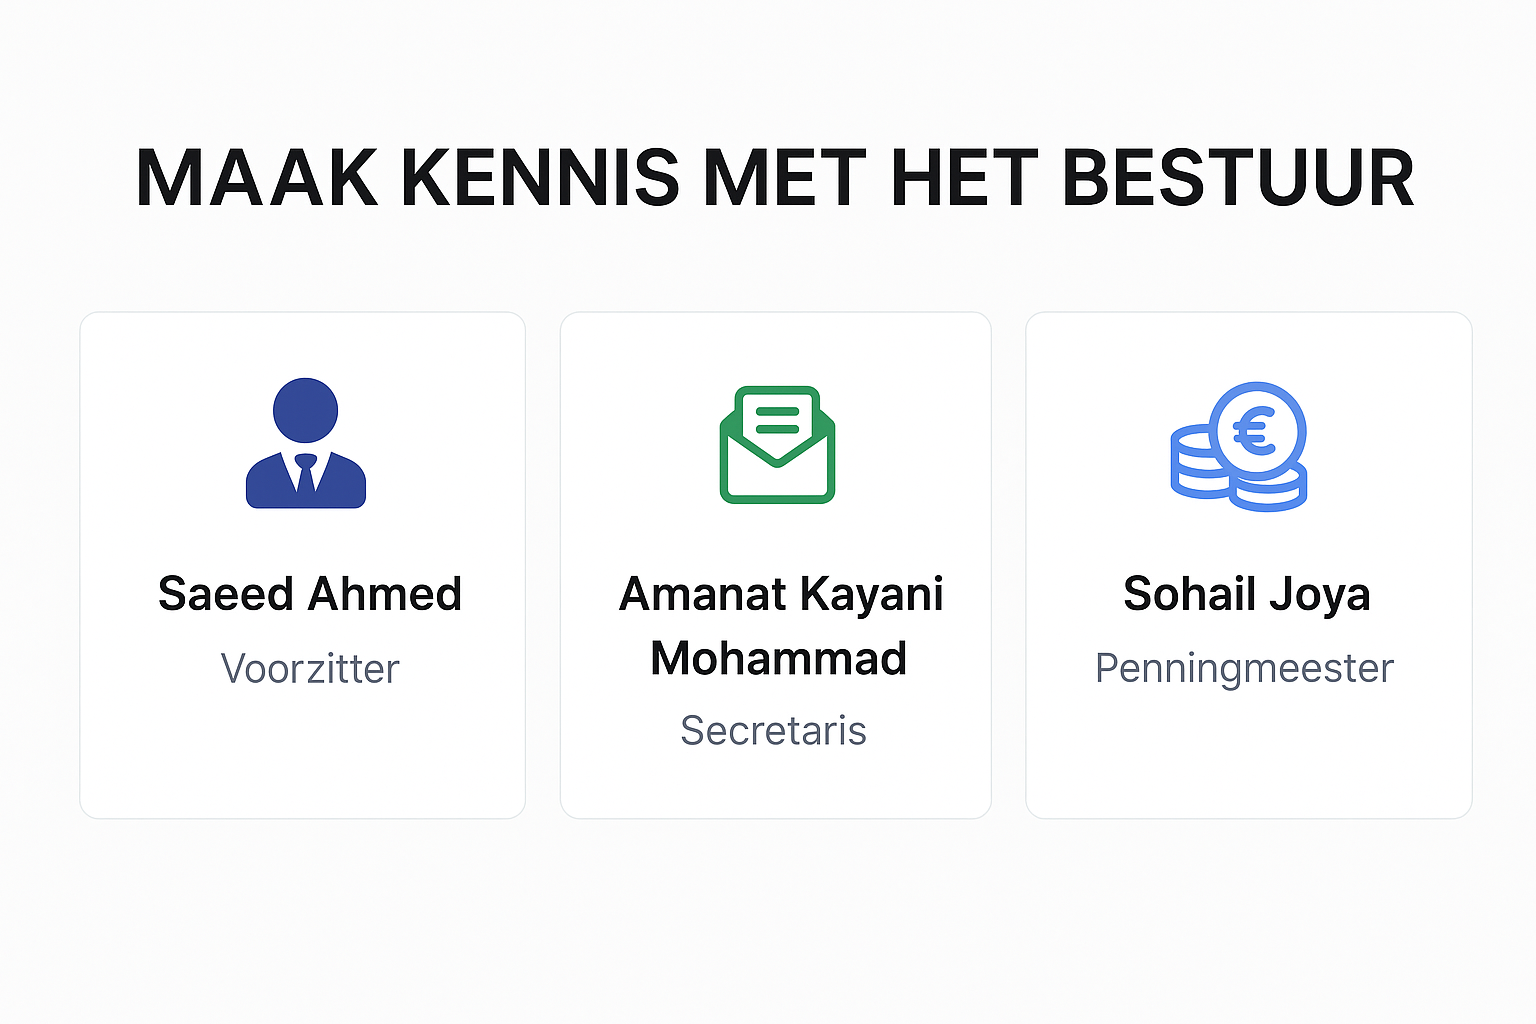 MAAK KENNIS MET HET BESTUUR
Saeed Ahmed
Voorzitter
Amanat Kayani
Mohammad
Secretaris
€
Sohail Joya
Penningmeester